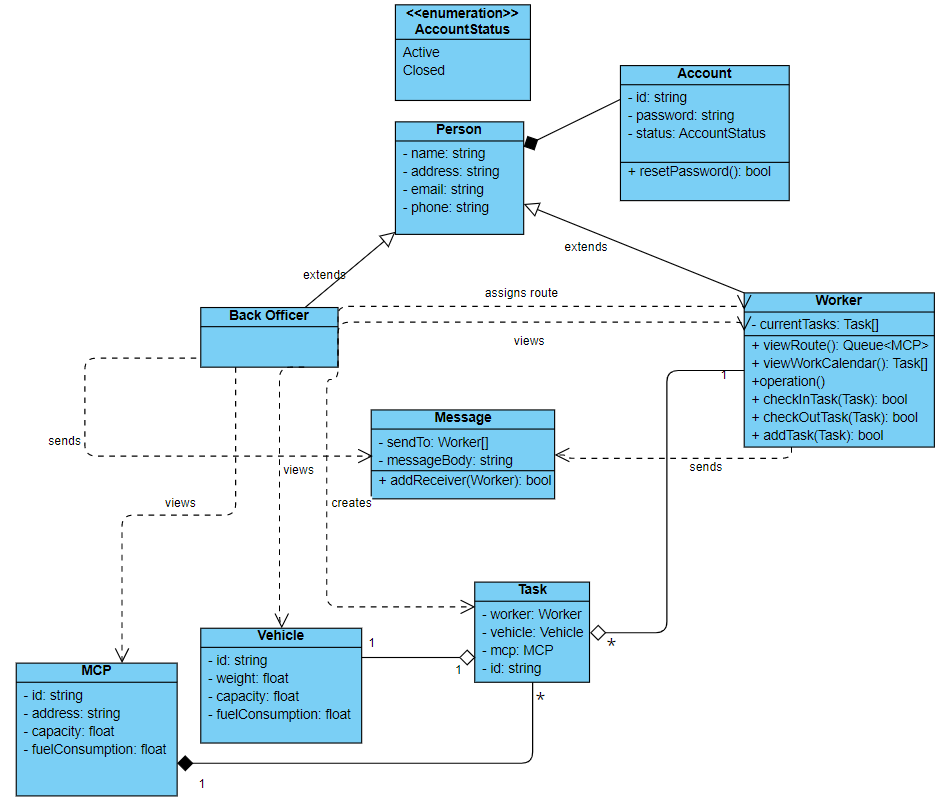 <<enumeration>>
AccountStatus
Active
Closed
Account
- id: string
- password: string
- status: AccountStatus
+ resetPassword(): bool
Person
- name: string
- address: string
- email: string
- phone: string
extends
extends
assigns route
views
Back Officer
Worker
- currentTasks: Task[]
+ viewRoute(): Queue<MCP>
+ viewWorkCalendar(): Task[]
+operation()
+ checkInTask(Task): bool
+ checkOutTask(Task): bool
+ addTask(Task): bool
1
Message
- sendTo: Worker[]
- messageBody: string
+ addReceiver(Worker): bool
sends
sends
views
views
creates
Task
- worker: Worker
- vehicle: Vehicle
- mcp: MCP
- id: string
*
*
1
1
Vehicle
- id: string
- weight: float
- capacity: float
- fuelConsumption: float
MCP
- id: string
- address: string
- capacity: float
- fuelConsumption: float
1